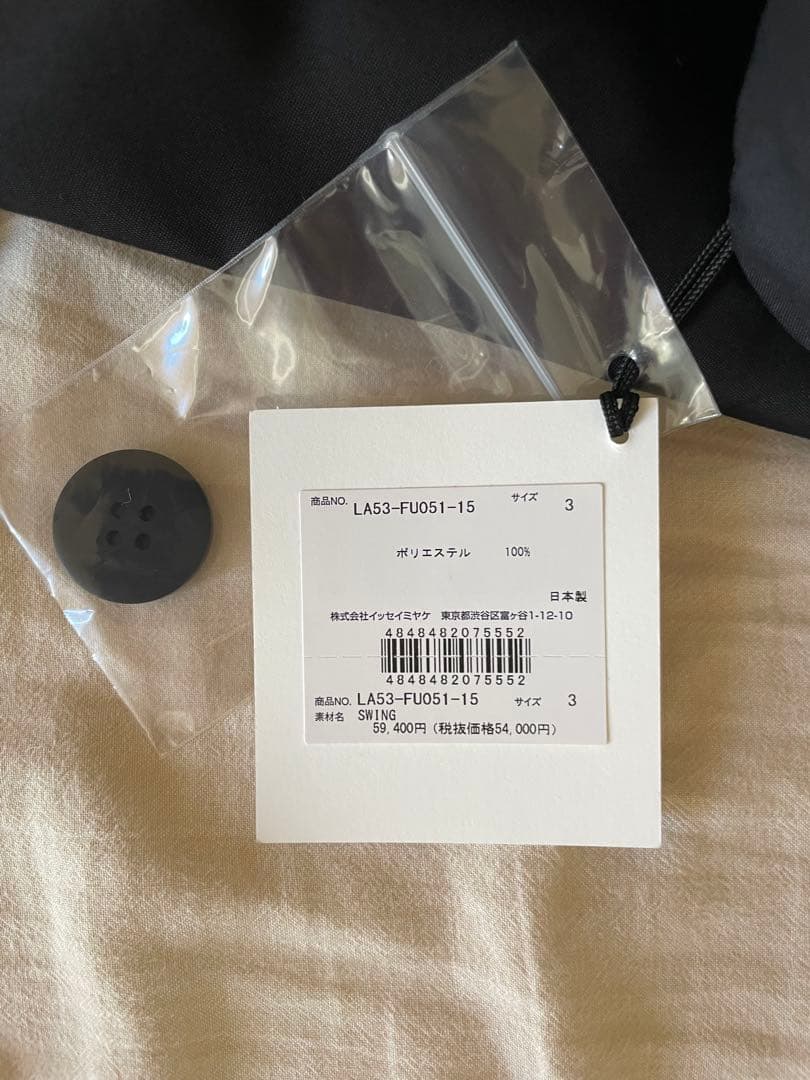 商品NO. LA53-FU051-15 サイズ 3
ポリエステル 100%
日本製
株式会社イッセイミヤケ 東京都渋谷区富ヶ谷1-12-10
4848482075552
4848482075552
商品NO. LA53-FU051-15 サイズ 3
素材名 SWING
59,400円（税抜価格54,000円）